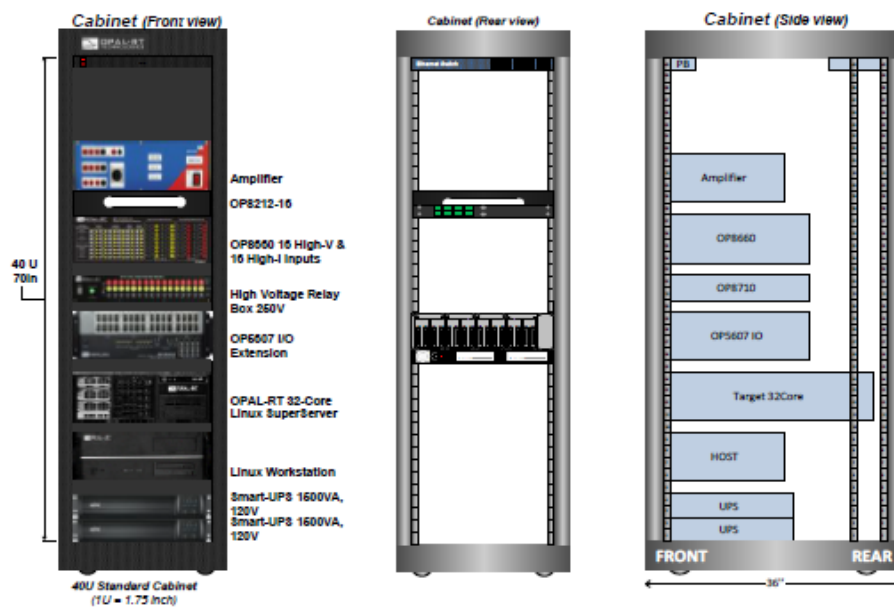 Cabinet (Front view)
OPAL-RT
TECHNOLOGIES
40 U
70in
Amplifier
OP8212-16
OP8660 16 High-V &
16 High-I Inputs
High Voltage Relay
Box 250V
OP5607 I/O
Extension
OPAL-RT 32-Core
Linux SuperServer
Linux Workstation
Smart-UPS 1500VA,
120V
Smart-UPS 1500VA,
120V
40U Standard Cabinet
(1U = 1.75 inch)
Cabinet (Rear view)
Ethernet Switch
Cabinet (Side view)
PB
Amplifier
OP8660
OP8710
OP5607 IO
Target 32Core
HOST
UPS
UPS
FRONT
REAR
36"